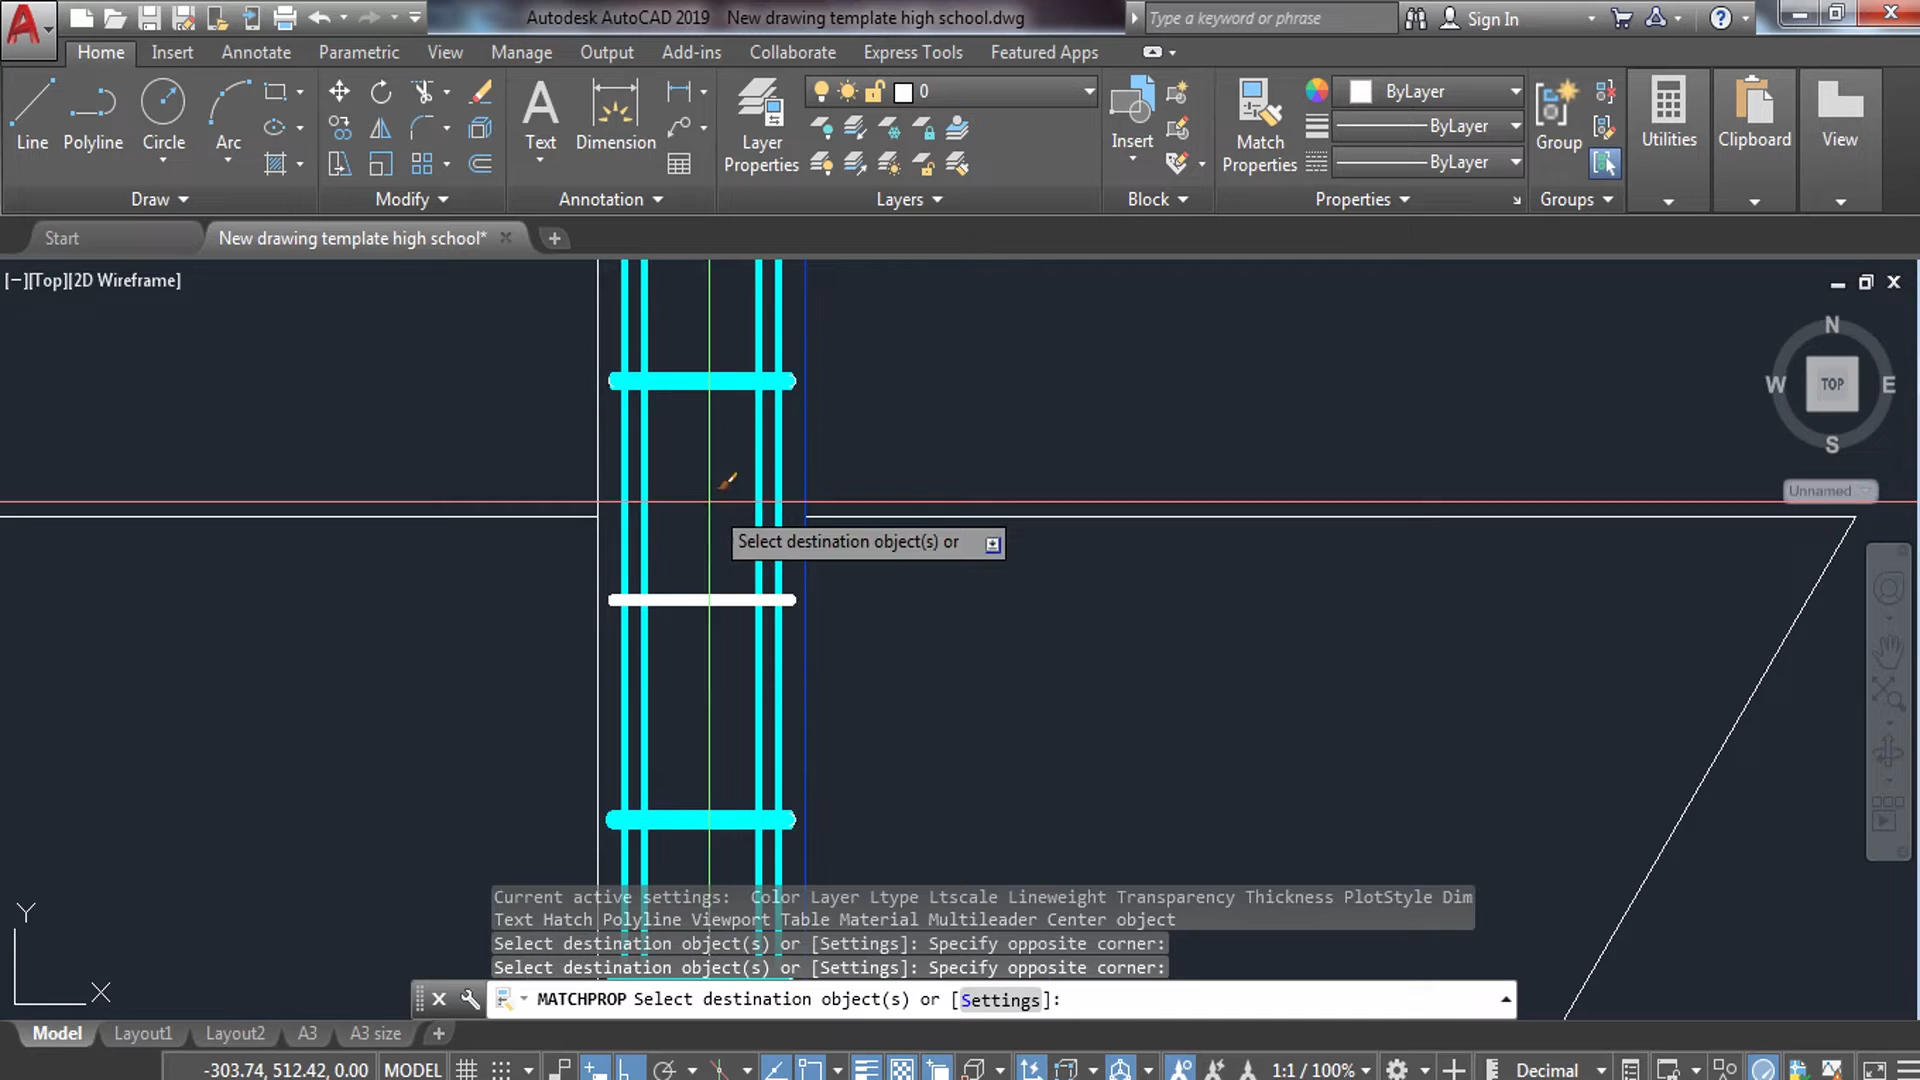 Autodesk AutoCAD 2019 New drawing template high school.dwg
Type a keyword or phrase
Sign In
Home Insert Annotate Parametric View Manage Output Add-ins Collaborate Express Tools Featured Apps
Line Polyline Circle Arc
Text Dimension
Layer Properties
0
Insert
Match Properties
ByLayer
ByLayer
ByLayer
Group
Utilities
Clipboard
View
Draw Modify Annotation Layers Block Properties Groups
Start New drawing template high school*
[−][Top][2D Wireframe]
N
W TOP E
S
Unnamed
Select destination object(s) or
Current active settings: Color Layer Ltype Ltscale Lineweight Transparency Thickness PlotStyle Dim
Text Hatch Polyline Viewport Table Material Multileader Center object
Select destination object(s) or [Settings]: Specify opposite corner:
Select destination object(s) or [Settings]: Specify opposite corner:
MATCHPROP Select destination object(s) or [Settings]:
Y
X
Model Layout1 Layout2 A3 A3 size
-303.74, 512.42, 0.00 MODEL 1:1 / 100% Decimal